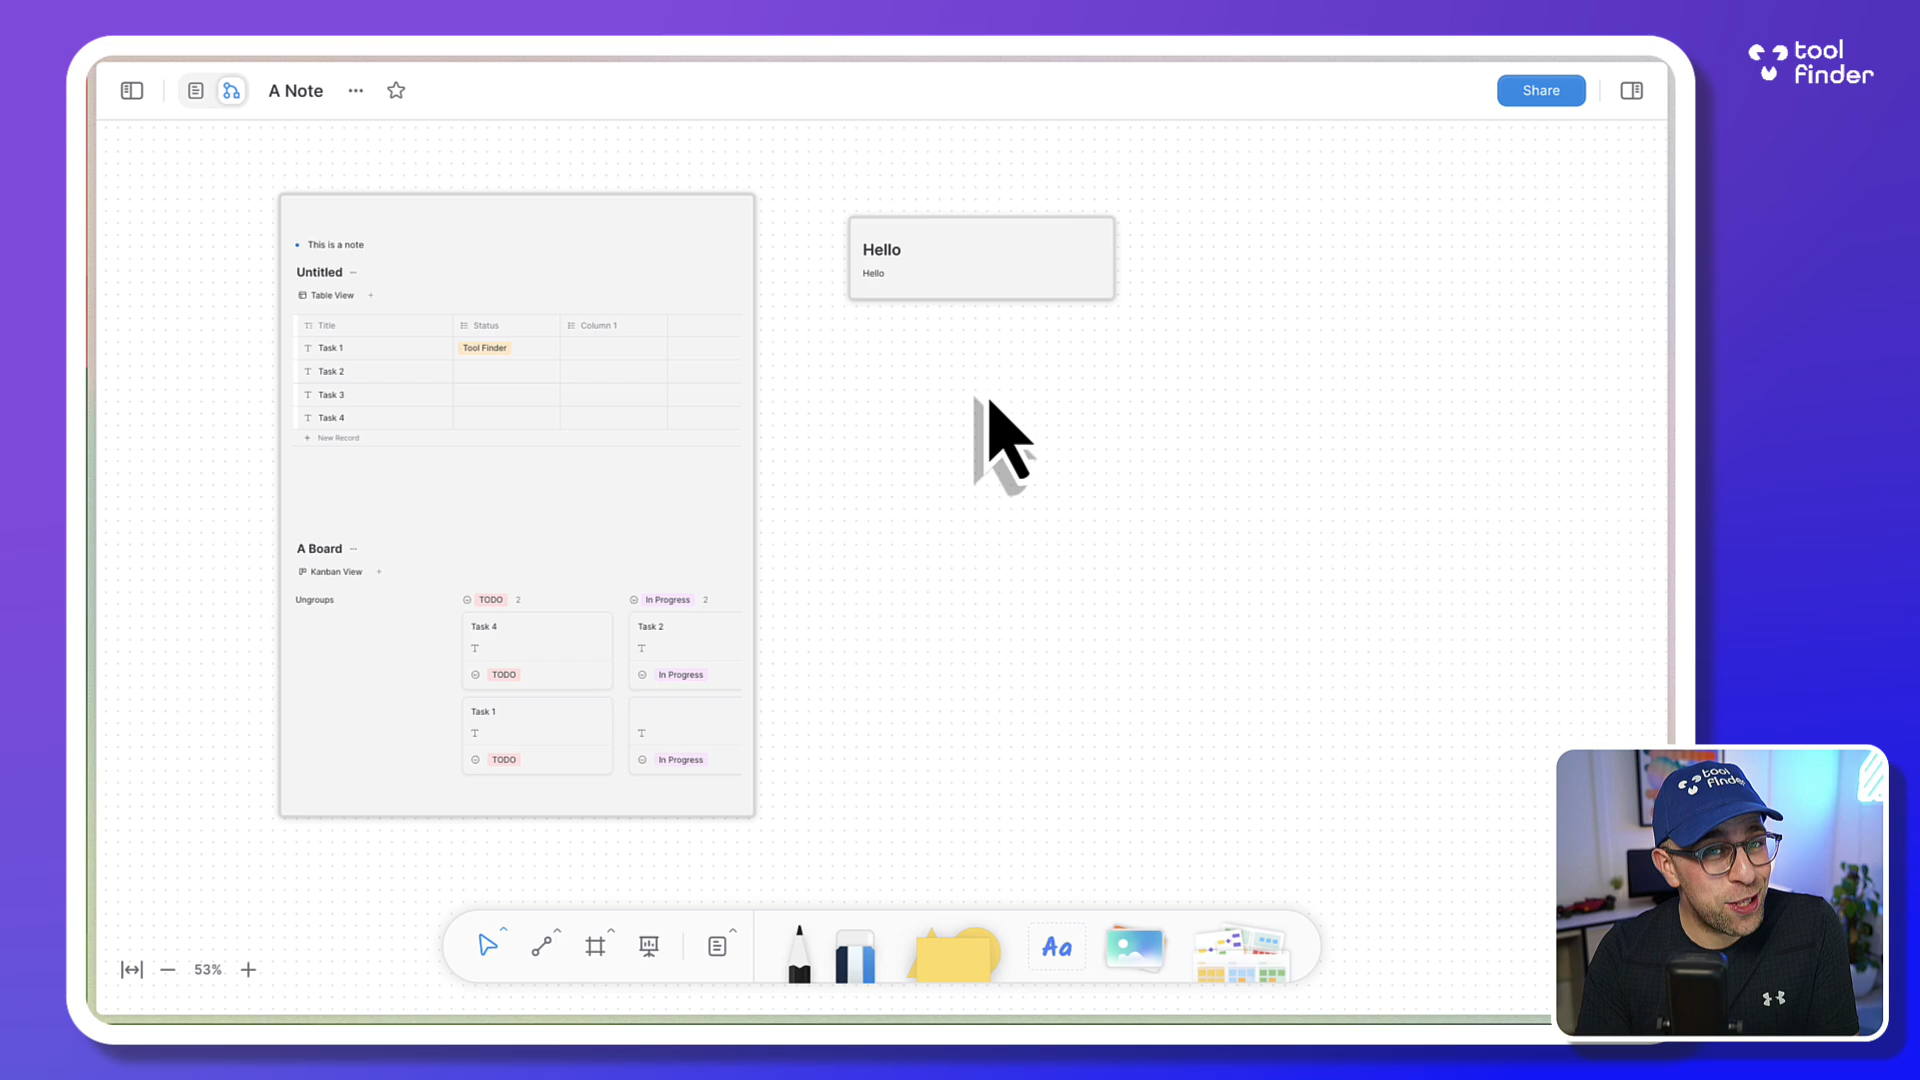 tool
finder
A Note
Share
This is a note
Untitled
Table View
Title Status Column 1
Task 1 Tool Finder
Task 2
Task 3
Task 4
New Record
A Board
Kanban View
Ungroups TODO 2 In Progress 2
Task 4 Task 2
TODO In Progress
Task 1
TODO In Progress
Hello
Hello
53%
Aa
tool
finder